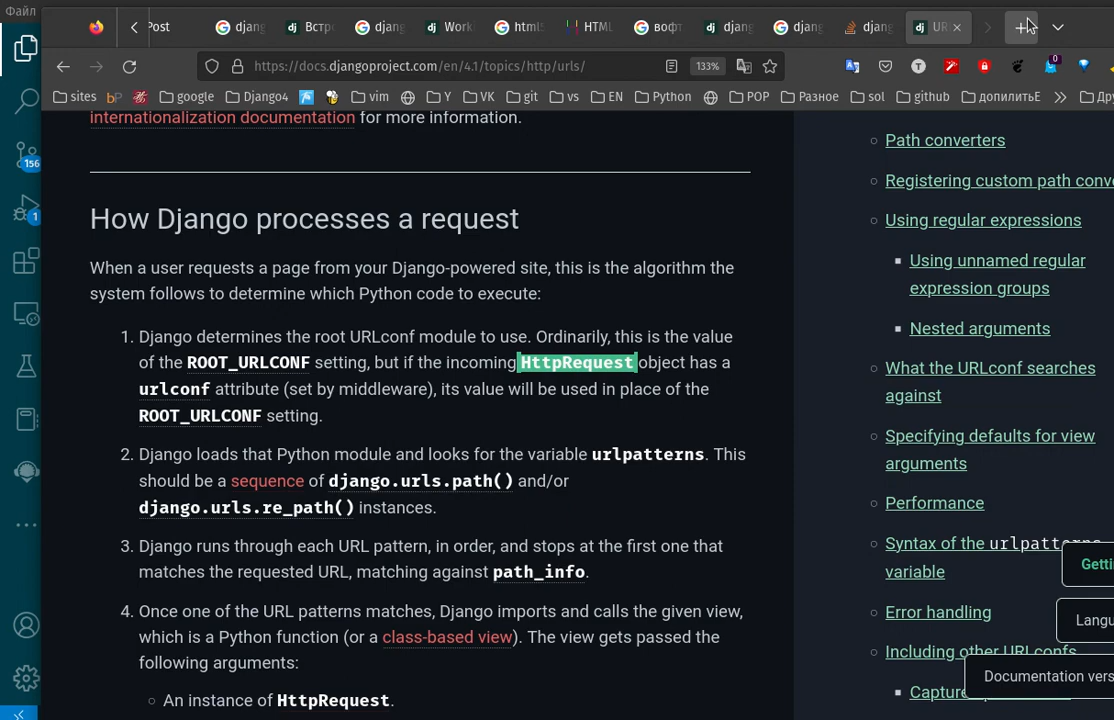 Файл
Post
djang
Встро
djang
Work
html5
HTML
вофт
djang
djang
djang
UR
https://docs.djangoproject.com/en/4.1/topics/http/urls/
133%
0
sites
bP
google
Django4
vim
Y
VK
git
vs
EN
Python
POP
Разное
sol
github
допилитьЕ
Дру
internationalization documentation for more information.
How Django processes a request
When a user requests a page from your Django-powered site, this is the algorithm the
system follows to determine which Python code to execute:
1. Django determines the root URLconf module to use. Ordinarily, this is the value
of the ROOT_URLCONF setting, but if the incoming HttpRequest object has a
urlconf attribute (set by middleware), its value will be used in place of the
ROOT_URLCONF setting.
2. Django loads that Python module and looks for the variable urlpatterns. This
should be a sequence of django.urls.path() and/or
django.urls.re_path() instances.
3. Django runs through each URL pattern, in order, and stops at the first one that
matches the requested URL, matching against path_info.
4. Once one of the URL patterns matches, Django imports and calls the given view,
which is a Python function (or a class-based view). The view gets passed the
following arguments:
An instance of HttpRequest.
Path converters
Registering custom path conve
Using regular expressions
Using unnamed regular
expression groups
Nested arguments
What the URLconf searches
against
Specifying defaults for view
arguments
Performance
Syntax of the urlpatterns
variable
Error handling
Including other URLconfs
Capture
Getti
Langu
Documentation vers
156
1